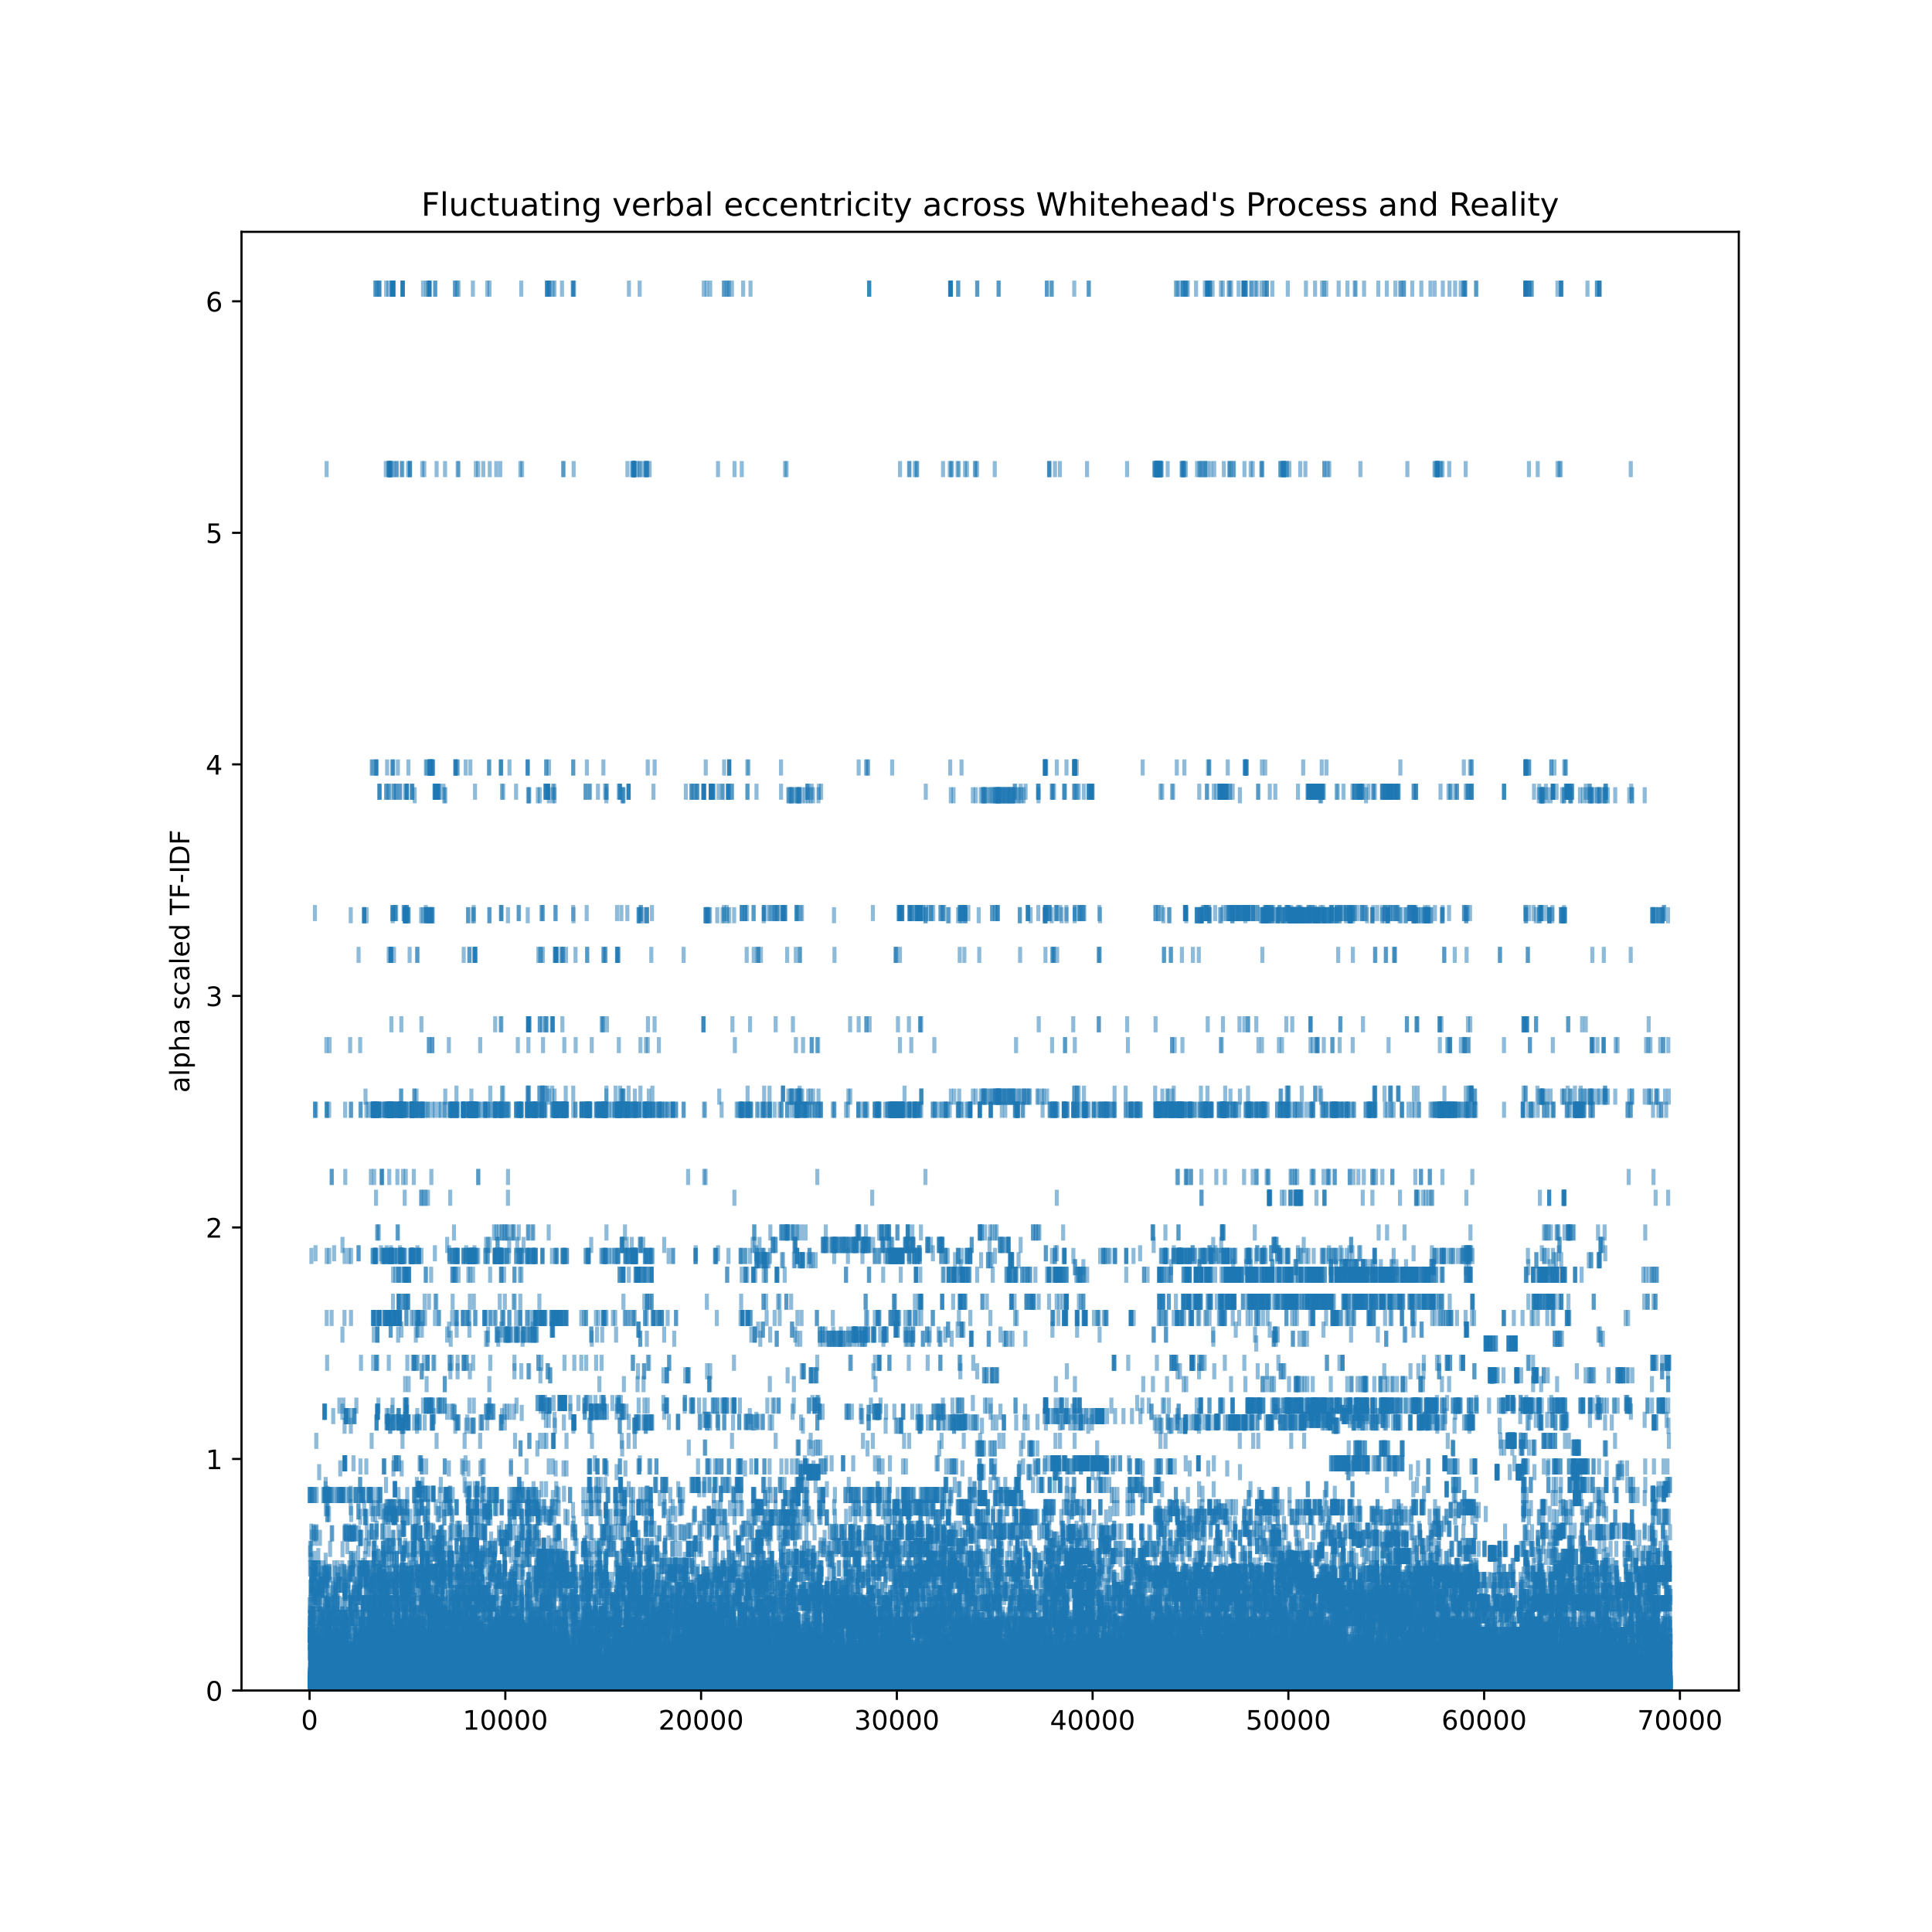 Fluctuating verbal eccentricity across Whitehead's Process and Reality
alpha scaled TF-IDF
6
5
4
3
2
1
0
0 10000 20000 30000 40000 50000 60000 70000